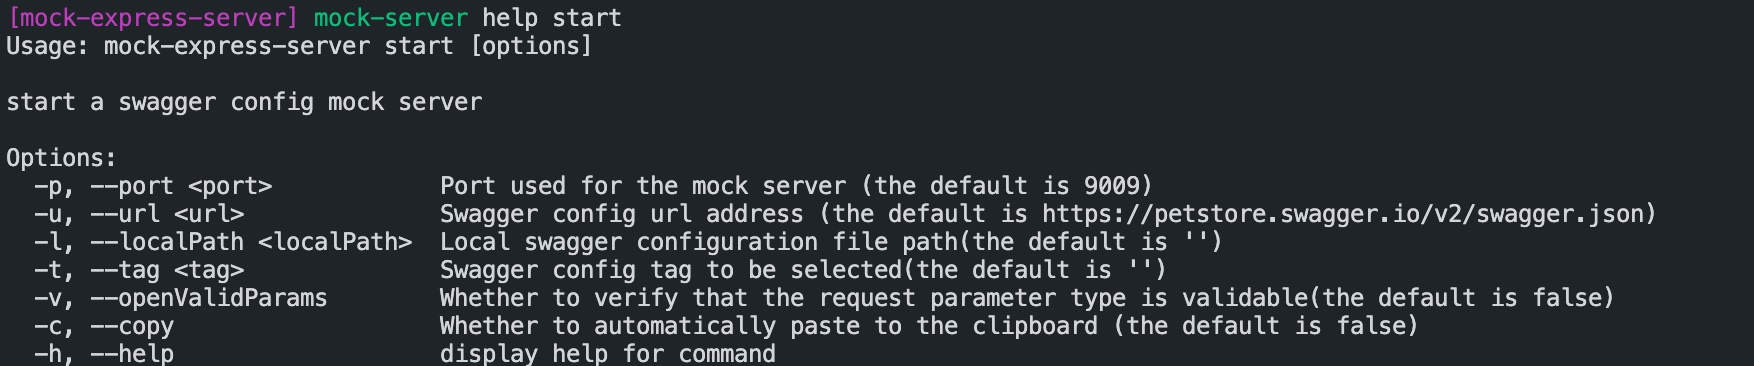 [mock-express-server] mock-server help start
Usage: mock-express-server start [options]
start a swagger config mock server
Options:
-p, --port <port> Port used for the mock server (the default is 9009)
-u, --url <url> Swagger config url address (the default is https://petstore.swagger.io/v2/swagger.json)
-l, --localPath <localPath> Local swagger configuration file path(the default is '')
-t, --tag <tag> Swagger config tag to be selected(the default is '')
-v, --openValidParams Whether to verify that the request parameter type is validable(the default is false)
-c, --copy Whether to automatically paste to the clipboard (the default is false)
-h, --help display help for command